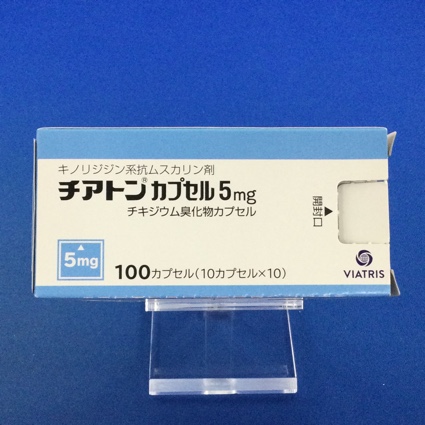 キノリジジン系抗ムスカリン剤
チアトン®カプセル5mg
チキジウム臭化物カプセル
開封口
5mg
100カプセル(10カプセル×10)
VIATRIS